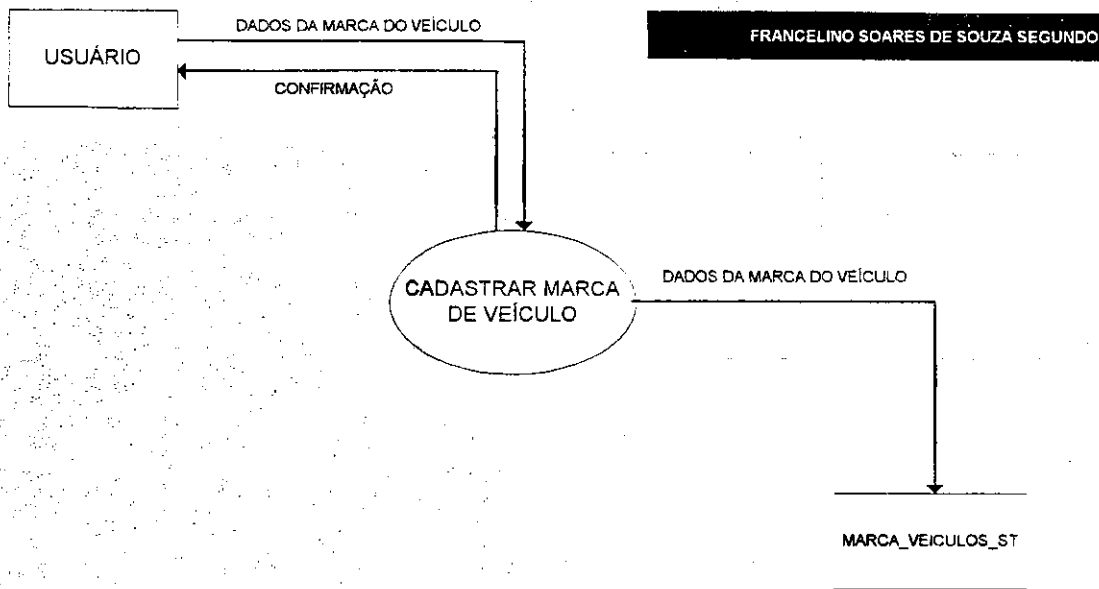 DADOS DA MARCA DO VEÍCULO
FRANCELINO SOARES DE SOUZA SEGUNDO
USUÁRIO
CONFIRMAÇÃO
CADASTRAR MARCA
DE VEÍCULO
DADOS DA MARCA DO VEÍCULO
MARCA_VEICULOS_ST